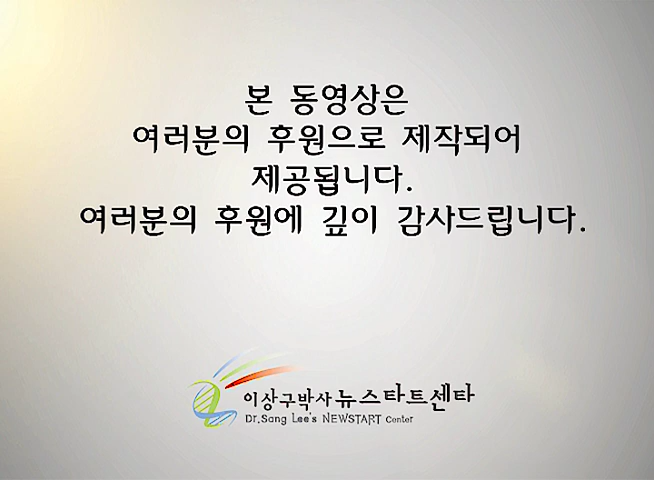 본 동영상은
여러분의 후원으로 제작되어
제공됩니다.
여러분의 후원에 깊이 감사드립니다.
이상구박사 뉴스타트센타
Dr.Sang Lee's NEWSTART Center